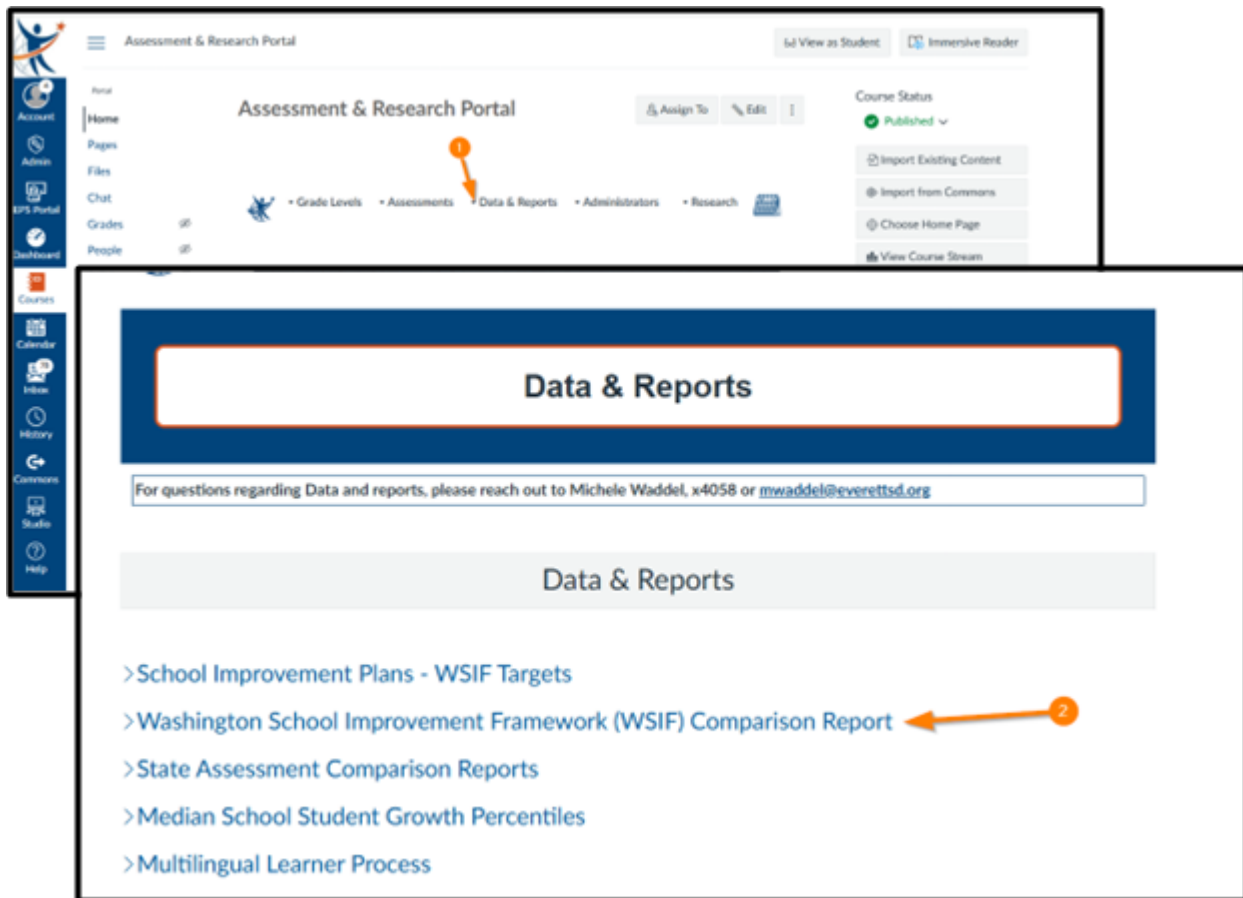 Assessment & Research Portal
View as Student
Immersive Reader
Account
Admin
EPS Portal
Dashboard
Courses
Calendar
Inbox
History
Commons
Studio
Help
Portal
Home
Pages
Files
Chat
Grades
People
Assessment & Research Portal
Assign To
Edit
1
Grade Levels
Assessments
Data & Reports
Administrators
Research
Course Status
Published
Import Existing Content
Import from Commons
Choose Home Page
View Course Stream
Data & Reports
For questions regarding Data and reports, please reach out to Michele Waddel, x4058 or mwaddel@everettsd.org
Data & Reports
School Improvement Plans - WSIF Targets
Washington School Improvement Framework (WSIF) Comparison Report
2
State Assessment Comparison Reports
Median School Student Growth Percentiles
Multilingual Learner Process